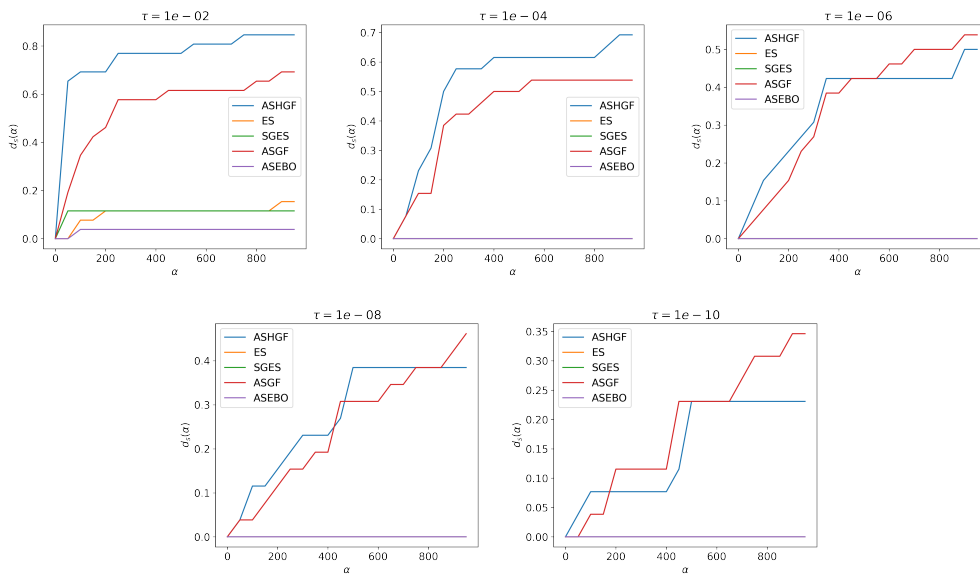 τ = 1e − 02
d_s(α)
0.8
0.6
0.4
0.2
0.0
ASHGF
ES
SGES
ASGF
ASEBO
0 200 400 600 800
α
τ = 1e − 04
d_s(α)
0.7
0.6
0.5
0.4
0.3
0.2
0.1
0.0
ASHGF
ES
SGES
ASGF
ASEBO
0 200 400 600 800
α
τ = 1e − 06
d_s(α)
0.5
0.4
0.3
0.2
0.1
0.0
ASHGF
ES
SGES
ASGF
ASEBO
0 200 400 600 800
α
τ = 1e − 08
d_s(α)
0.4
0.3
0.2
0.1
0.0
ASHGF
ES
SGES
ASGF
ASEBO
0 200 400 600 800
α
τ = 1e − 10
d_s(α)
0.35
0.30
0.25
0.20
0.15
0.10
0.05
0.00
ASHGF
ES
SGES
ASGF
ASEBO
0 200 400 600 800
α